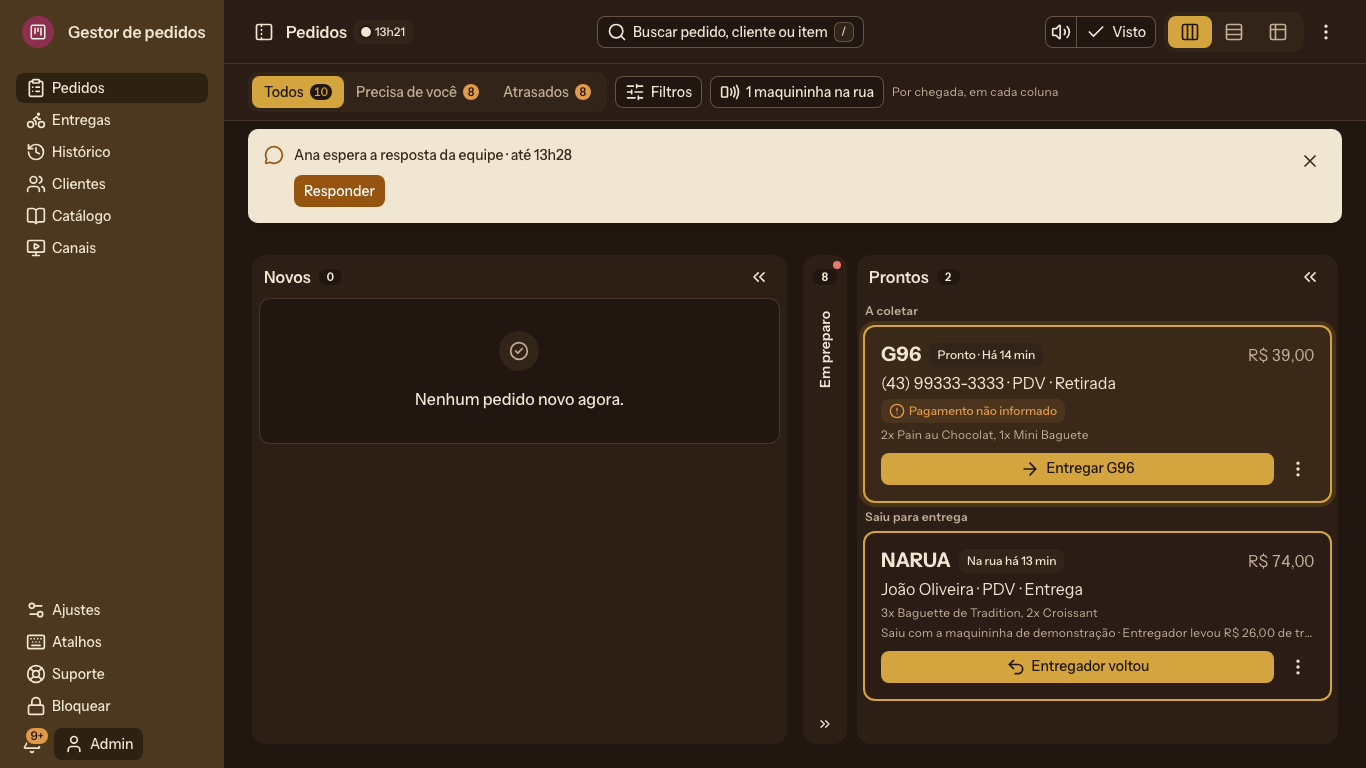 Gestor de pedidos
Pedidos
Entregas
Histórico
Clientes
Catálogo
Canais
Ajustes
Atalhos
Suporte
Bloquear
9+
Admin
Pedidos 13h21
Buscar pedido, cliente ou item /
Visto
Todos 10
Precisa de você 8
Atrasados 8
Filtros
1 maquininha na rua
Por chegada, em cada coluna
Ana espera a resposta da equipe · até 13h28
Responder
Novos 0
Nenhum pedido novo agora.
8
Em preparo
Prontos 2
A coletar
G96 Pronto · Há 14 min R$ 39,00
(43) 99333-3333 · PDV · Retirada
Pagamento não informado
2x Pain au Chocolat, 1x Mini Baguete
Entregar G96
Saiu para entrega
NARUA Na rua há 13 min R$ 74,00
João Oliveira · PDV · Entrega
3x Baguette de Tradition, 2x Croissant
Saiu com a maquininha de demonstração · Entregador levou R$ 26,00 de tr...
Entregador voltou